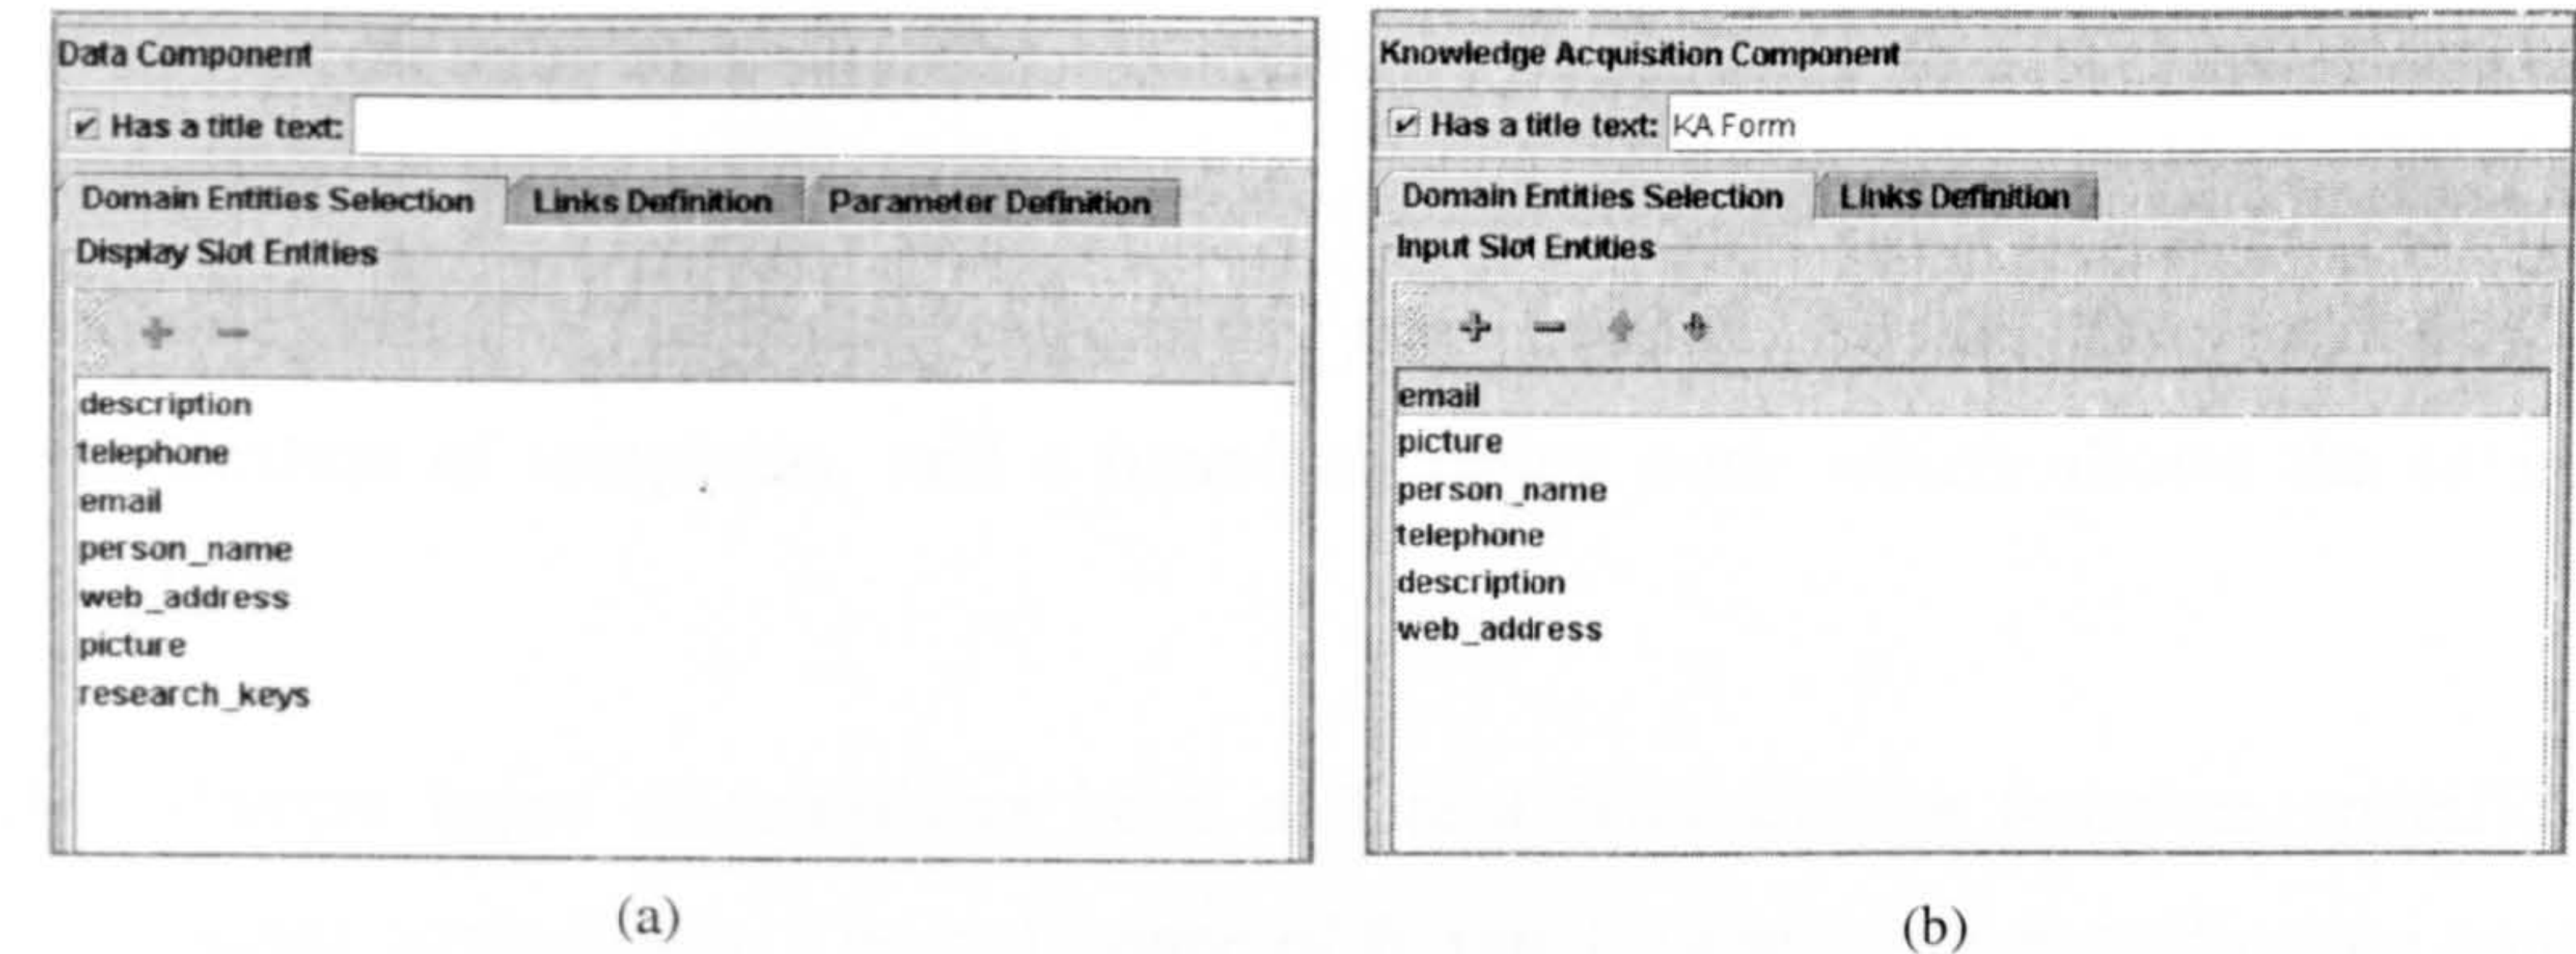 Data Component
Has a title text:
Domain Entities Selection Links Definition Parameter Definition
Display Slot Entities
description
telephone
email
person_name
web_address
picture
research_keys
(a)
Knowledge Acquisition Component
Has a title text: KA Form
Domain Entities Selection Links Definition
Input Slot Entities
email
picture
person_name
telephone
description
web_address
(b)